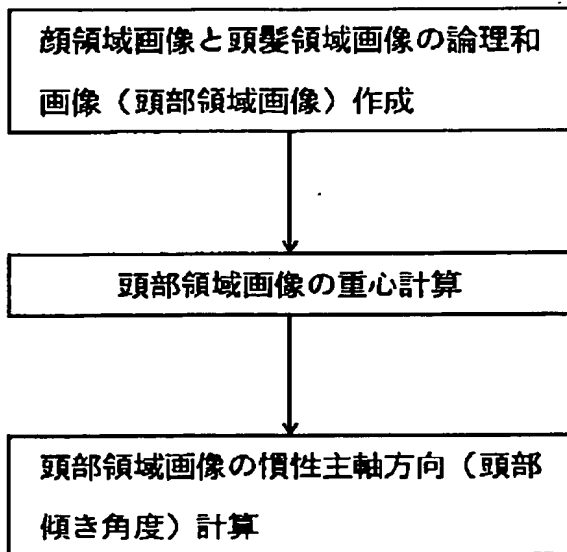 顔領域画像と頭髪領域画像の論理和
画像（頭部領域画像）作成
頭部領域画像の重心計算
頭部領域画像の慣性主軸方向（頭部
傾き角度）計算